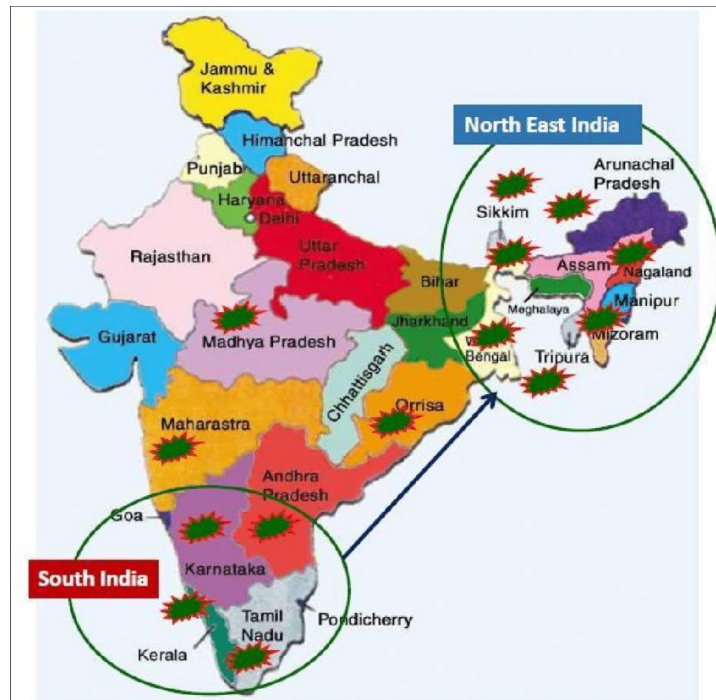 Jammu &
Kashmir
North East India
Himanchal Pradesh
Punjab
Uttaranchal
Arunachal
Pradesh
Haryana
Delhi
Sikkim
Rajasthan
Uttar
Pradesh
Assam
Nagaland
Bihar
Meghalaya
Manipur
Jharkhand
Gujarat
Madhya Pradesh
Bengal
Mizoram
Tripura
Chhattisgarh
Maharastra
Orrisa
Andhra
Pradesh
Goa
South India
Karnataka
Tamil
Nadu
Pondicherry
Kerala